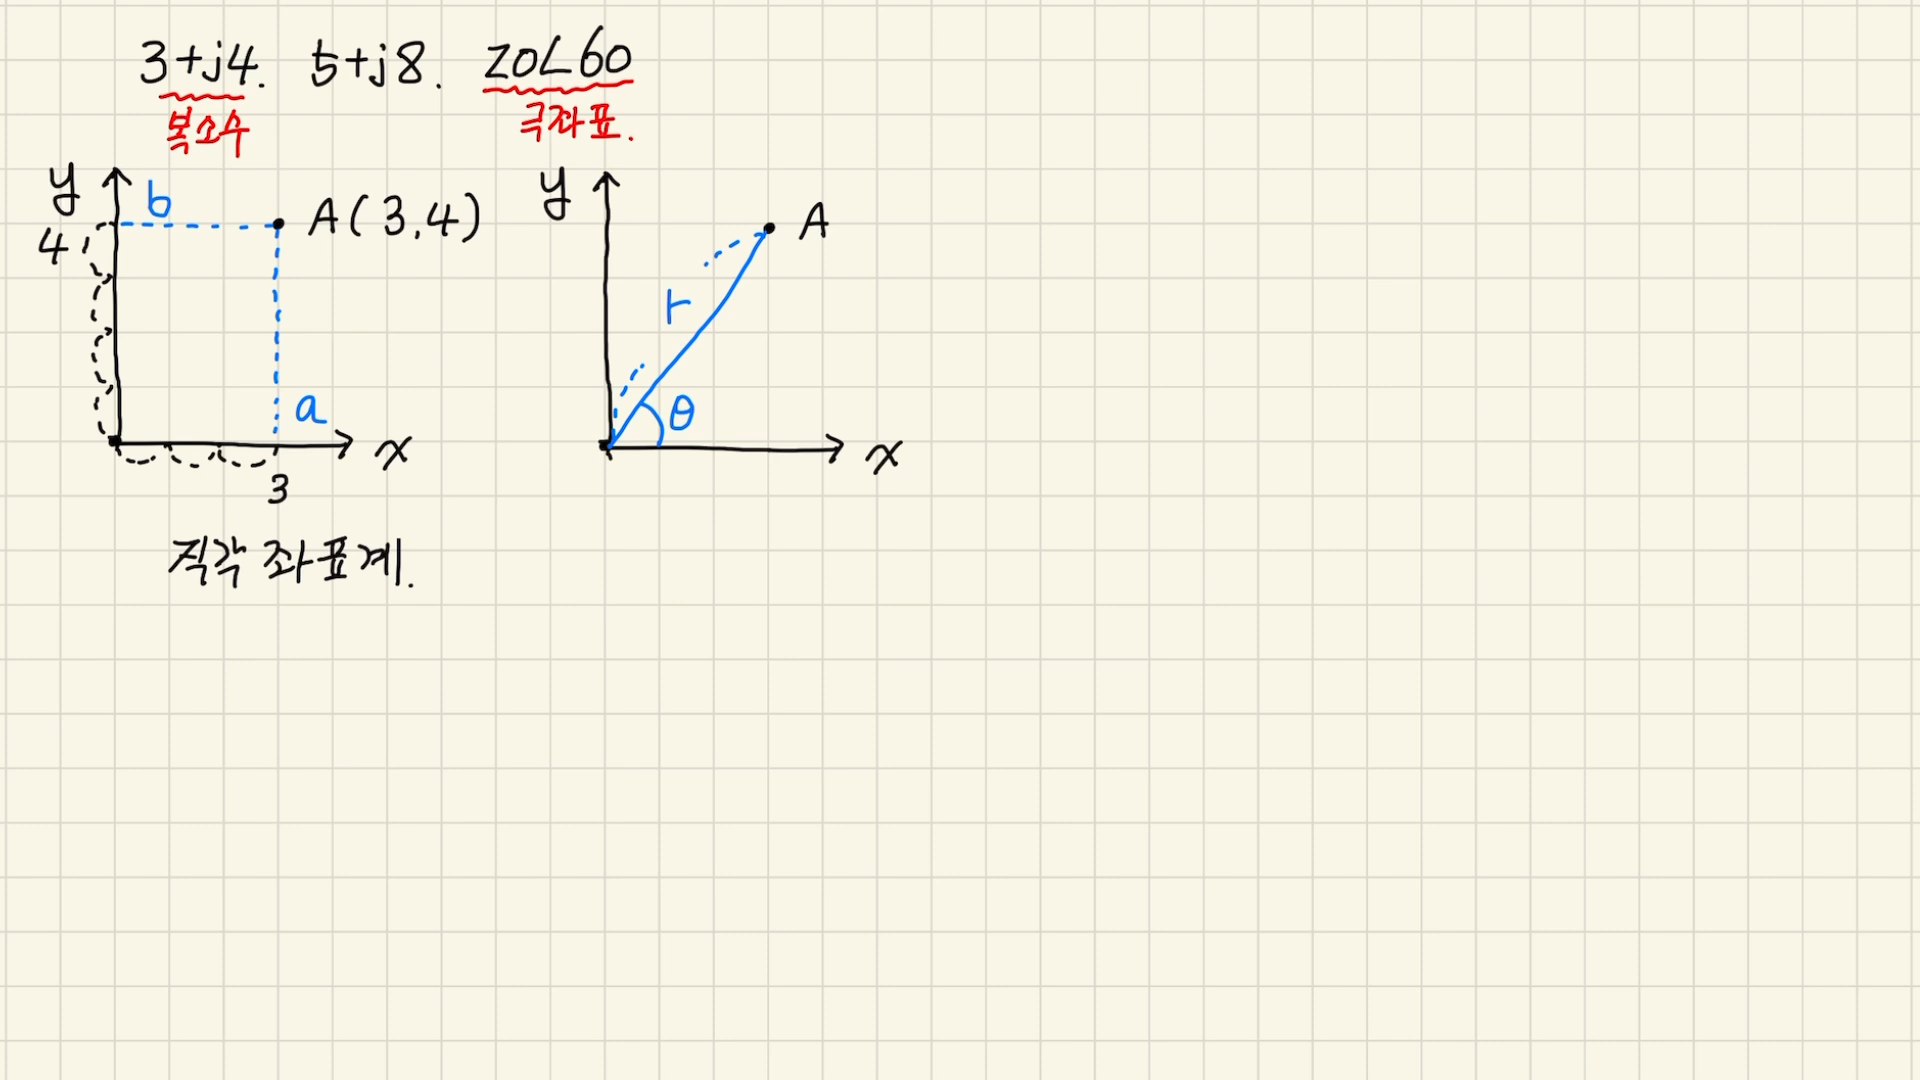 3+j4. 5+j8. 20∠60
복소수 극좌표.
y b A(3,4) y A
4
r
a θ
x x
3
직각 좌표계.